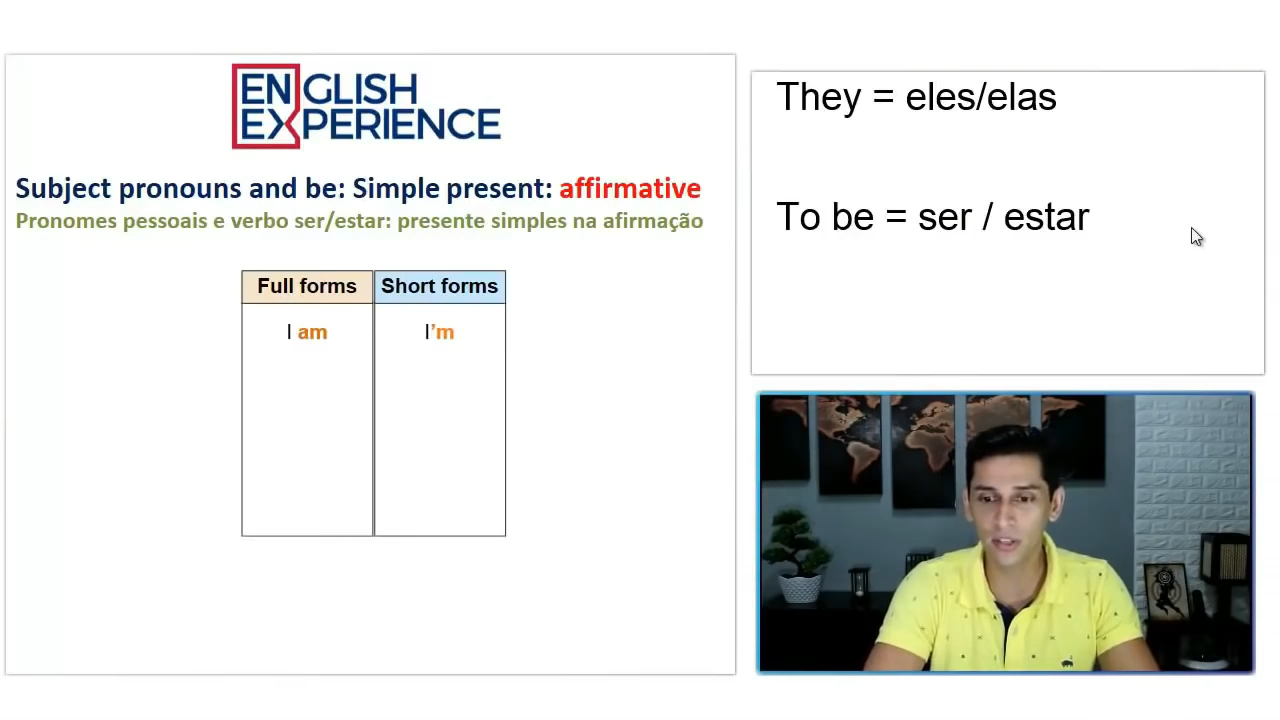 ENGLISH
EXPERIENCE
Subject pronouns and be: Simple present: affirmative
Pronomes pessoais e verbo ser/estar: presente simples na afirmação
Full forms Short forms
I am I’m
They = eles/elas
To be = ser / estar